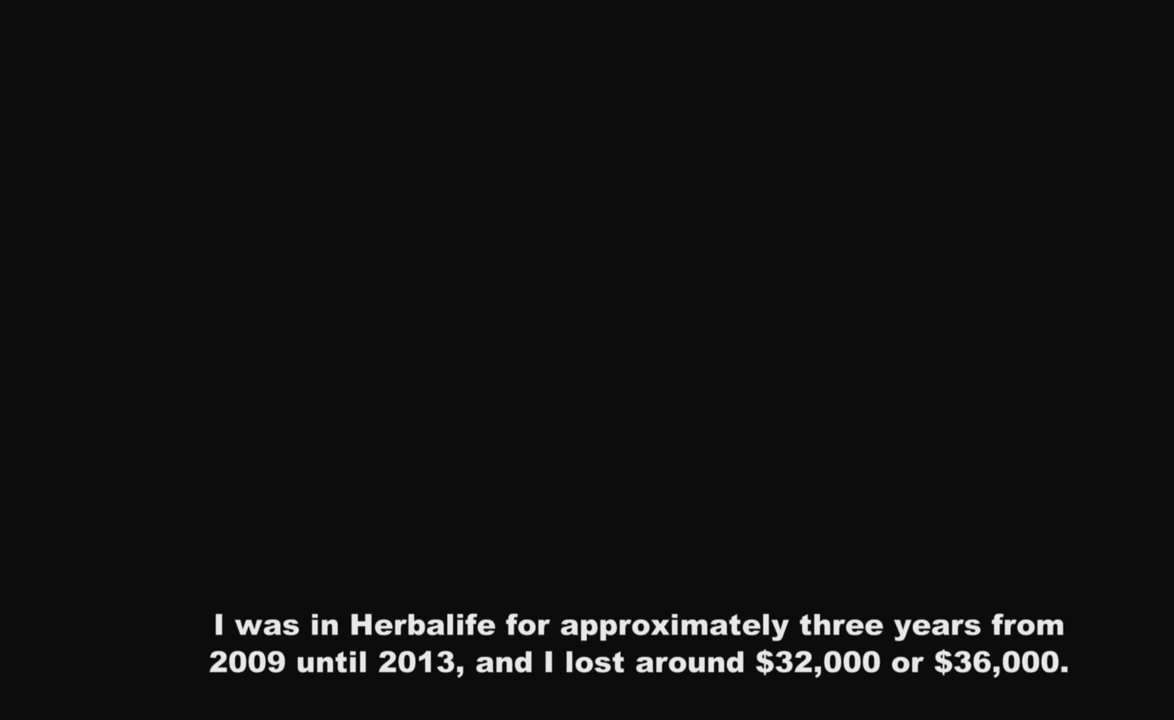 I was in Herbalife for approximately three years from
2009 until 2013, and I lost around $32,000 or $36,000.